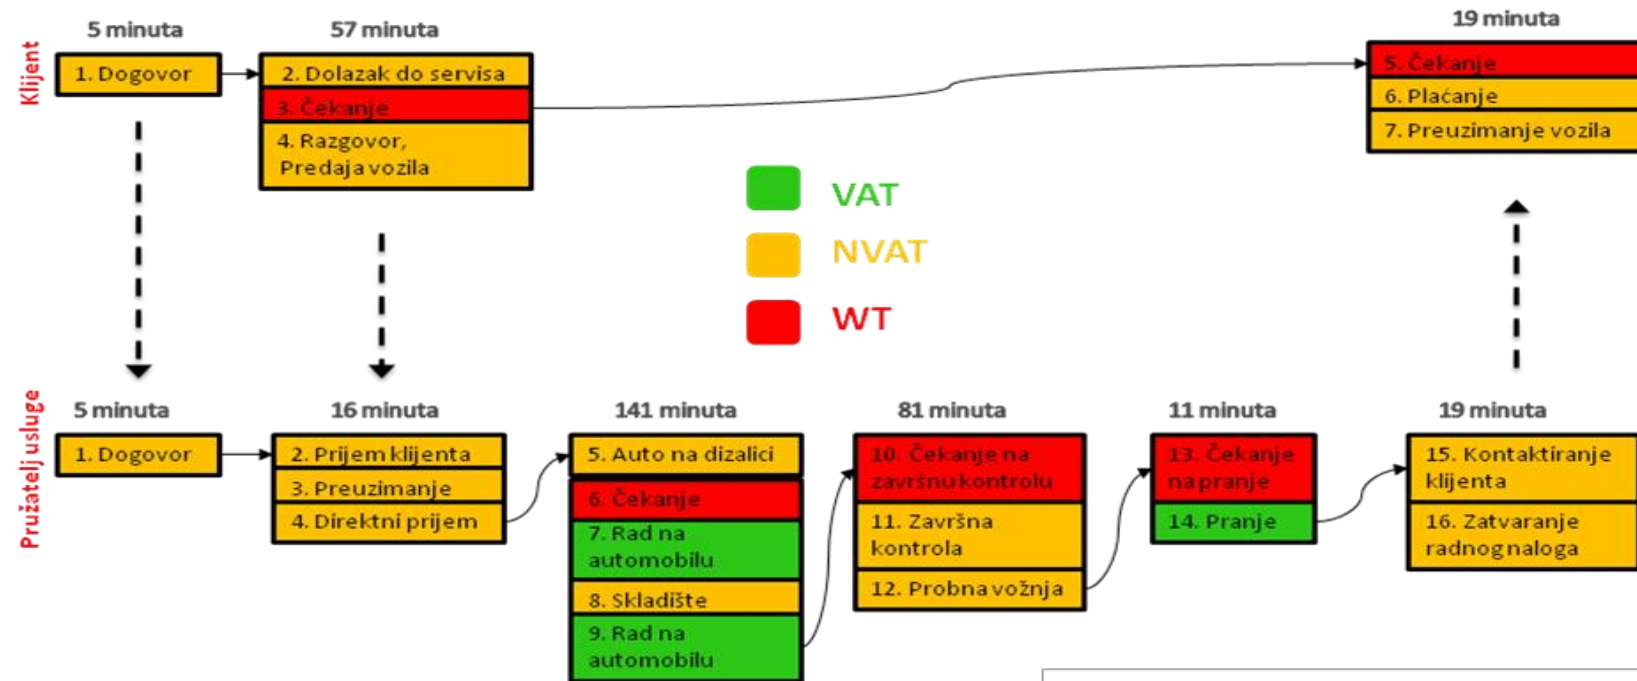 Klijent
5 minuta
1. Dogovor
57 minuta
2. Dolazak do servisa
3. Čekanje
4. Razgovor,
Predaja vozila
19 minuta
5. Čekanje
6. Plaćanje
7. Preuzimanje vozila
VAT
NVAT
WT
Pružatelj usluge
5 minuta
1. Dogovor
16 minuta
2. Prijem klijenta
3. Preuzimanje
4. Direktni prijem
141 minuta
5. Auto na dizalici
6. Čekanje
7. Rad na
automobilu
8. Skladište
9. Rad na
automobilu
81 minuta
10. Čekanje na
završnu kontrolu
11. Završna
kontrola
12. Probna vožnja
11 minuta
13. Čekanje
na pranje
14. Pranje
19 minuta
15. Kontaktiranje
klijenta
16. Zatvaranje
radnog naloga